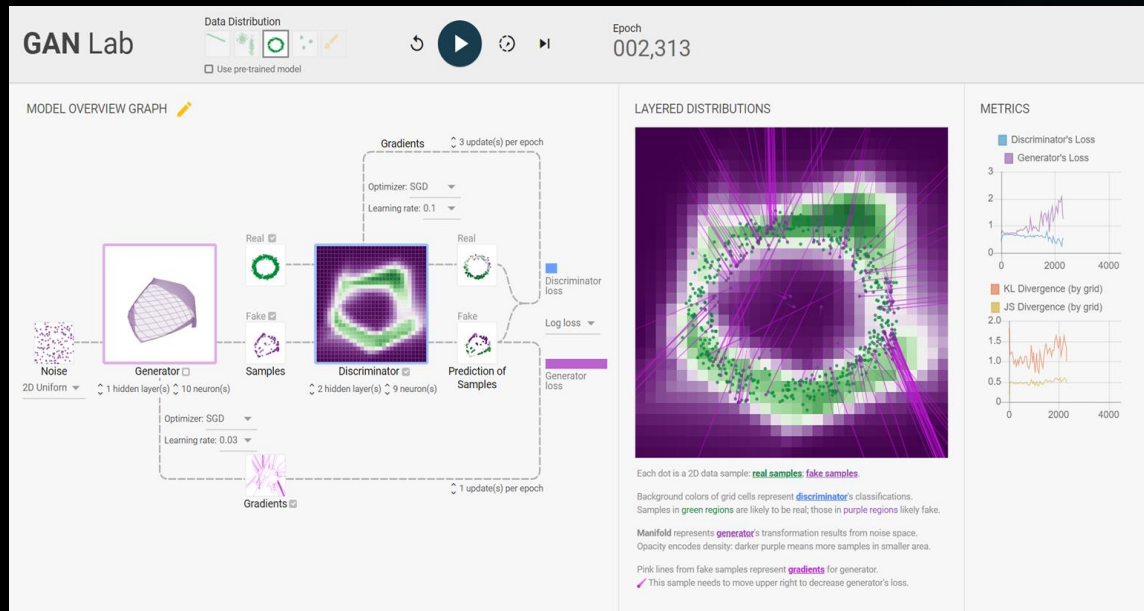 GAN Lab
Data Distribution
Use pre-trained model
Epoch
002,313
MODEL OVERVIEW GRAPH
Gradients
3 update(s) per epoch
Optimizer: SGD
Learning rate: 0.1
Real
Real
Fake
Fake
Discriminator
loss
Log loss
Generator
loss
Noise
2D Uniform
Generator
1 hidden layer(s)
10 neuron(s)
Samples
Discriminator
2 hidden layer(s)
9 neuron(s)
Prediction of
Samples
Optimizer: SGD
Learning rate: 0.03
Gradients
1 update(s) per epoch
LAYERED DISTRIBUTIONS
Each dot is a 2D data sample: real samples; fake samples.
Background colors of grid cells represent discriminator's classifications.
Samples in green regions are likely to be real; those in purple regions likely fake.
Manifold represents generator's transformation results from noise space.
Opacity encodes density: darker purple means more samples in smaller area.
Pink lines from fake samples represent gradients for generator.
This sample needs to move upper right to decrease generator's loss.
METRICS
Discriminator's Loss
Generator's Loss
3
2
1
0
0 2000 4000
KL Divergence (by grid)
JS Divergence (by grid)
2.0
1.5
1.0
0.5
0.0
0 2000 4000